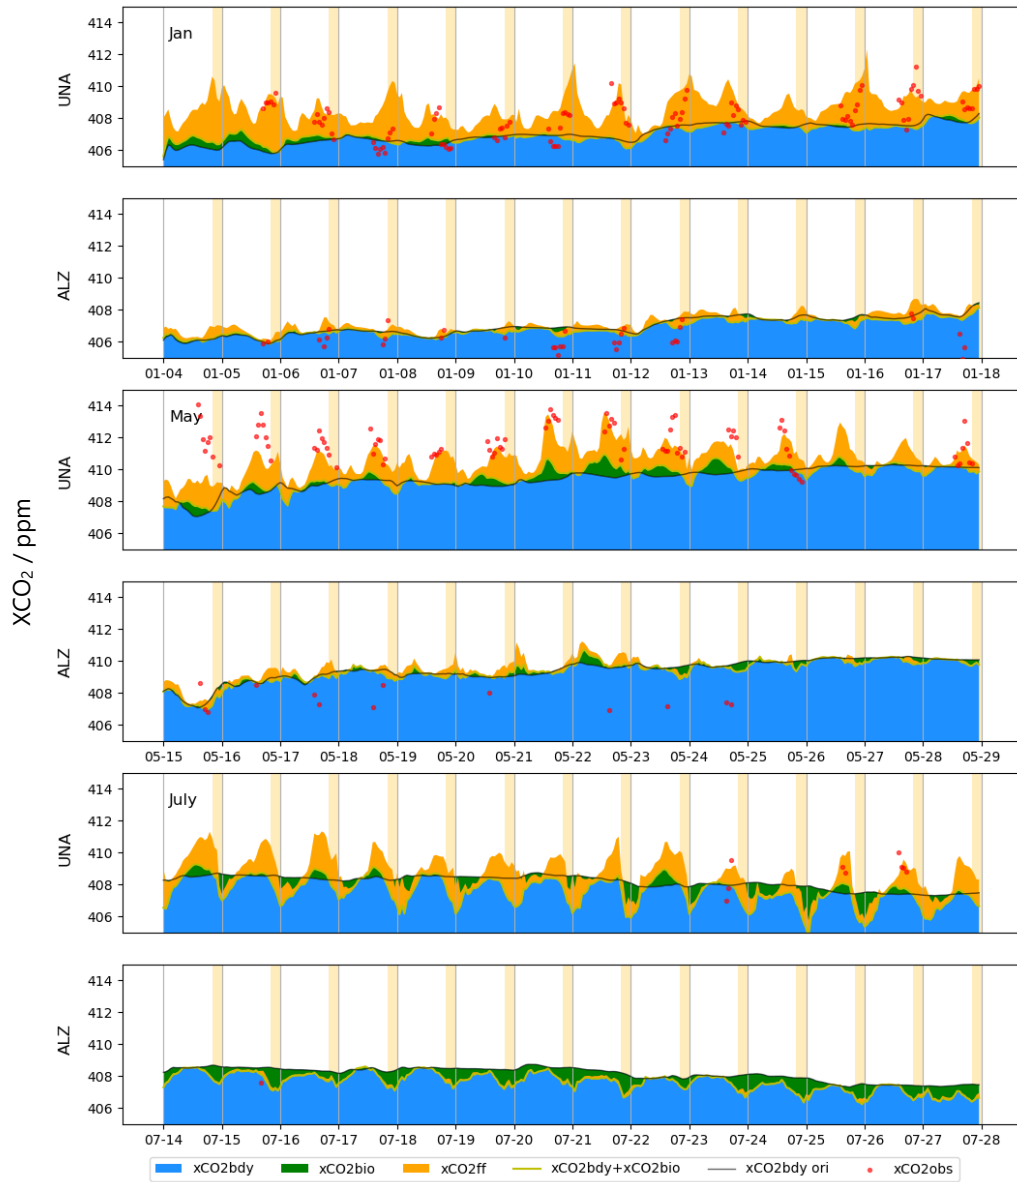 XCO₂ / ppm
Jan
UNA
414
412
410
408
406
ALZ
414
412
410
408
406
01-04 01-05 01-06 01-07 01-08 01-09 01-10 01-11 01-12 01-13 01-14 01-15 01-16 01-17 01-18
May
UNA
414
412
410
408
406
ALZ
414
412
410
408
406
05-15 05-16 05-17 05-18 05-19 05-20 05-21 05-22 05-23 05-24 05-25 05-26 05-27 05-28 05-29
July
UNA
414
412
410
408
406
ALZ
414
412
410
408
406
07-14 07-15 07-16 07-17 07-18 07-19 07-20 07-21 07-22 07-23 07-24 07-25 07-26 07-27 07-28
xCO2bdy xCO2bio xCO2ff xCO2bdy+xCO2bio xCO2bdy ori xCO2obs